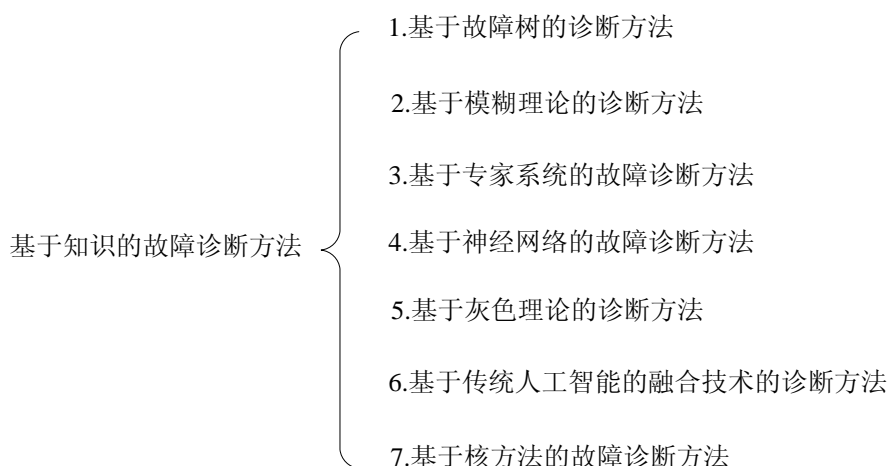 1.基于故障树的诊断方法
2.基于模糊理论的诊断方法
3.基于专家系统的故障诊断方法
基于知识的故障诊断方法
4.基于神经网络的故障诊断方法
5.基于灰色理论的诊断方法
6.基于传统人工智能的融合技术的诊断方法
7.基于核方法的故障诊断方法